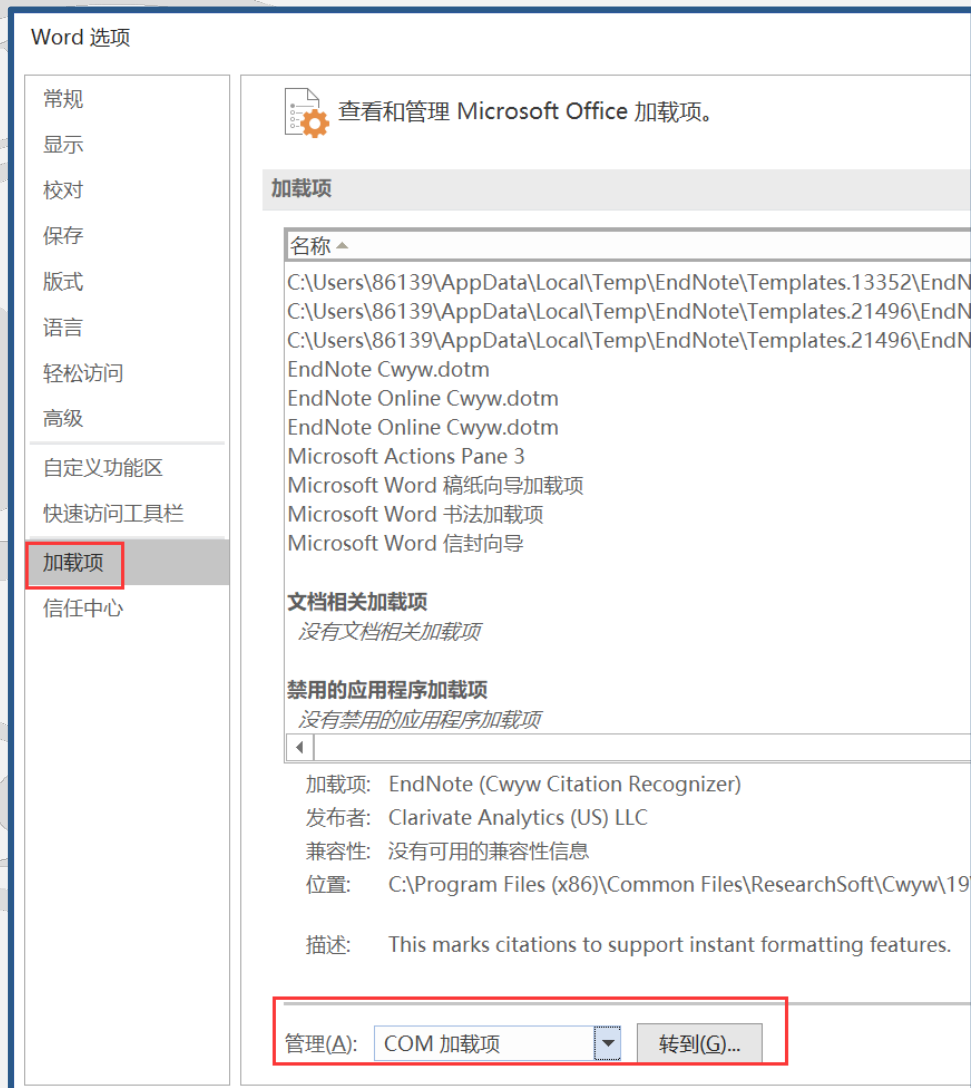 Word 选项
常规
显示
校对
保存
版式
语言
轻松访问
高级
自定义功能区
快速访问工具栏
加载项
信任中心
查看和管理 Microsoft Office 加载项。
加载项
名称
C:\Users\86139\AppData\Local\Temp\EndNote\Templates.13352\EndN
C:\Users\86139\AppData\Local\Temp\EndNote\Templates.21496\EndN
C:\Users\86139\AppData\Local\Temp\EndNote\Templates.21496\EndN
EndNote Cwyw.dotm
EndNote Online Cwyw.dotm
EndNote Online Cwyw.dotm
Microsoft Actions Pane 3
Microsoft Word 稿纸向导加载项
Microsoft Word 书法加载项
Microsoft Word 信封向导
文档相关加载项
没有文档相关加载项
禁用的应用程序加载项
没有禁用的应用程序加载项
加载项: EndNote (Cwyw Citation Recognizer)
发布者: Clarivate Analytics (US) LLC
兼容性: 没有可用的兼容性信息
位置: C:\Program Files (x86)\Common Files\ResearchSoft\Cwyw\19\
描述: This marks citations to support instant formatting features.
管理(A): COM 加载项 转到(G)...